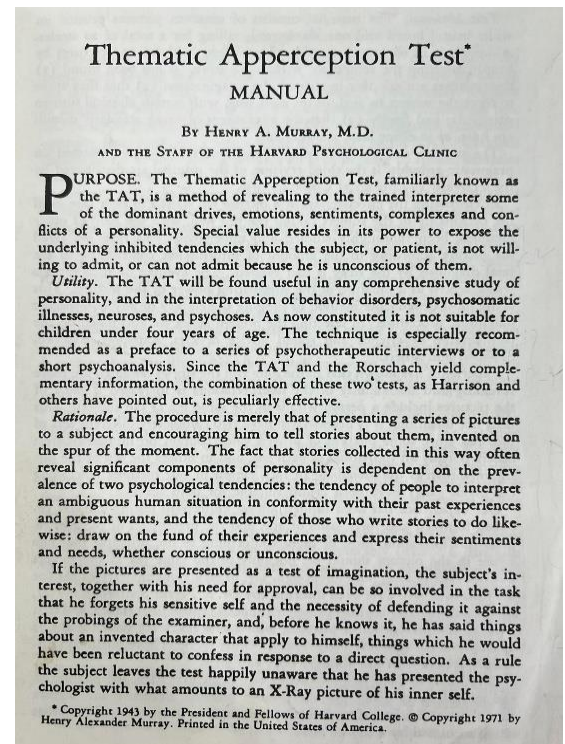 Thematic Apperception Test*
MANUAL
By Henry A. Murray, M.D.
and the Staff of the Harvard Psychological Clinic
PURPOSE. The Thematic Apperception Test, familiarly known as
the TAT, is a method of revealing to the trained interpreter some
of the dominant drives, emotions, sentiments, complexes and con-
flicts of a personality. Special value resides in its power to expose the
underlying inhibited tendencies which the subject, or patient, is not will-
ing to admit, or can not admit because he is unconscious of them.
Utility. The TAT will be found useful in any comprehensive study of
personality, and in the interpretation of behavior disorders, psychosomatic
illnesses, neuroses, and psychoses. As now constituted it is not suitable for
children under four years of age. The technique is especially recom-
mended as a preface to a series of psychotherapeutic interviews or to a
short psychoanalysis. Since the TAT and the Rorschach yield comple-
mentary information, the combination of these two tests, as Harrison and
others have pointed out, is peculiarly effective.
Rationale. The procedure is merely that of presenting a series of pictures
to a subject and encouraging him to tell stories about them, invented on
the spur of the moment. The fact that stories collected in this way often
reveal significant components of personality is dependent on the prev-
alence of two psychological tendencies: the tendency of people to interpret
an ambiguous human situation in conformity with their past experiences
and present wants, and the tendency of those who write stories to do like-
wise: draw on the fund of their experiences and express their sentiments
and needs, whether conscious or unconscious.
If the pictures are presented as a test of imagination, the subject's in-
terest, together with his need for approval, can be so involved in the task
that he forgets his sensitive self and the necessity of defending it against
the probings of the examiner, and, before he knows it, he has said things
about an invented character that apply to himself, things which he would
have been reluctant to confess in response to a direct question. As a rule
the subject leaves the test happily unaware that he has presented the psy-
chologist with what amounts to an X-Ray picture of his inner self.
* Copyright 1943 by the President and Fellows of Harvard College. © Copyright 1971 by
Henry Alexander Murray. Printed in the United States of America.